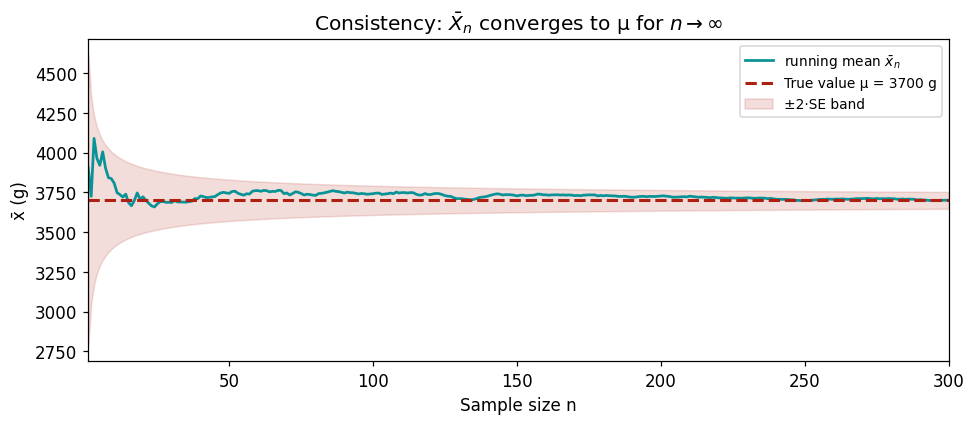 Consistency: X̄ₙ converges to μ for n → ∞
running mean x̄ₙ
True value μ = 3700 g
±2·SE band
x̄ (g)
4500
4250
4000
3750
3500
3250
3000
2750
50 100 150 200 250 300
Sample size n